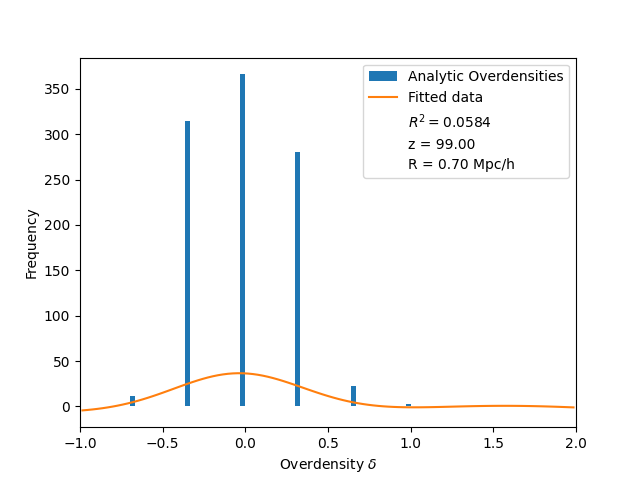 Analytic Overdensities
Fitted data
R² = 0.0584
z = 99.00
R = 0.70 Mpc/h
Frequency
350
300
250
200
150
100
50
0
−1.0 −0.5 0.0 0.5 1.0 1.5 2.0
Overdensity δ